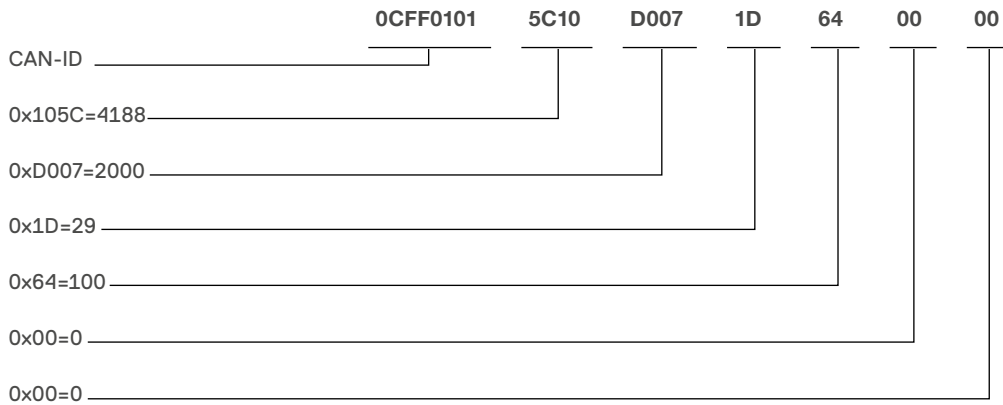 0CFF0101 5C10 D007 1D 64 00 00
CAN-ID
0x105C=4188
0xD007=2000
0x1D=29
0x64=100
0x00=0
0x00=0